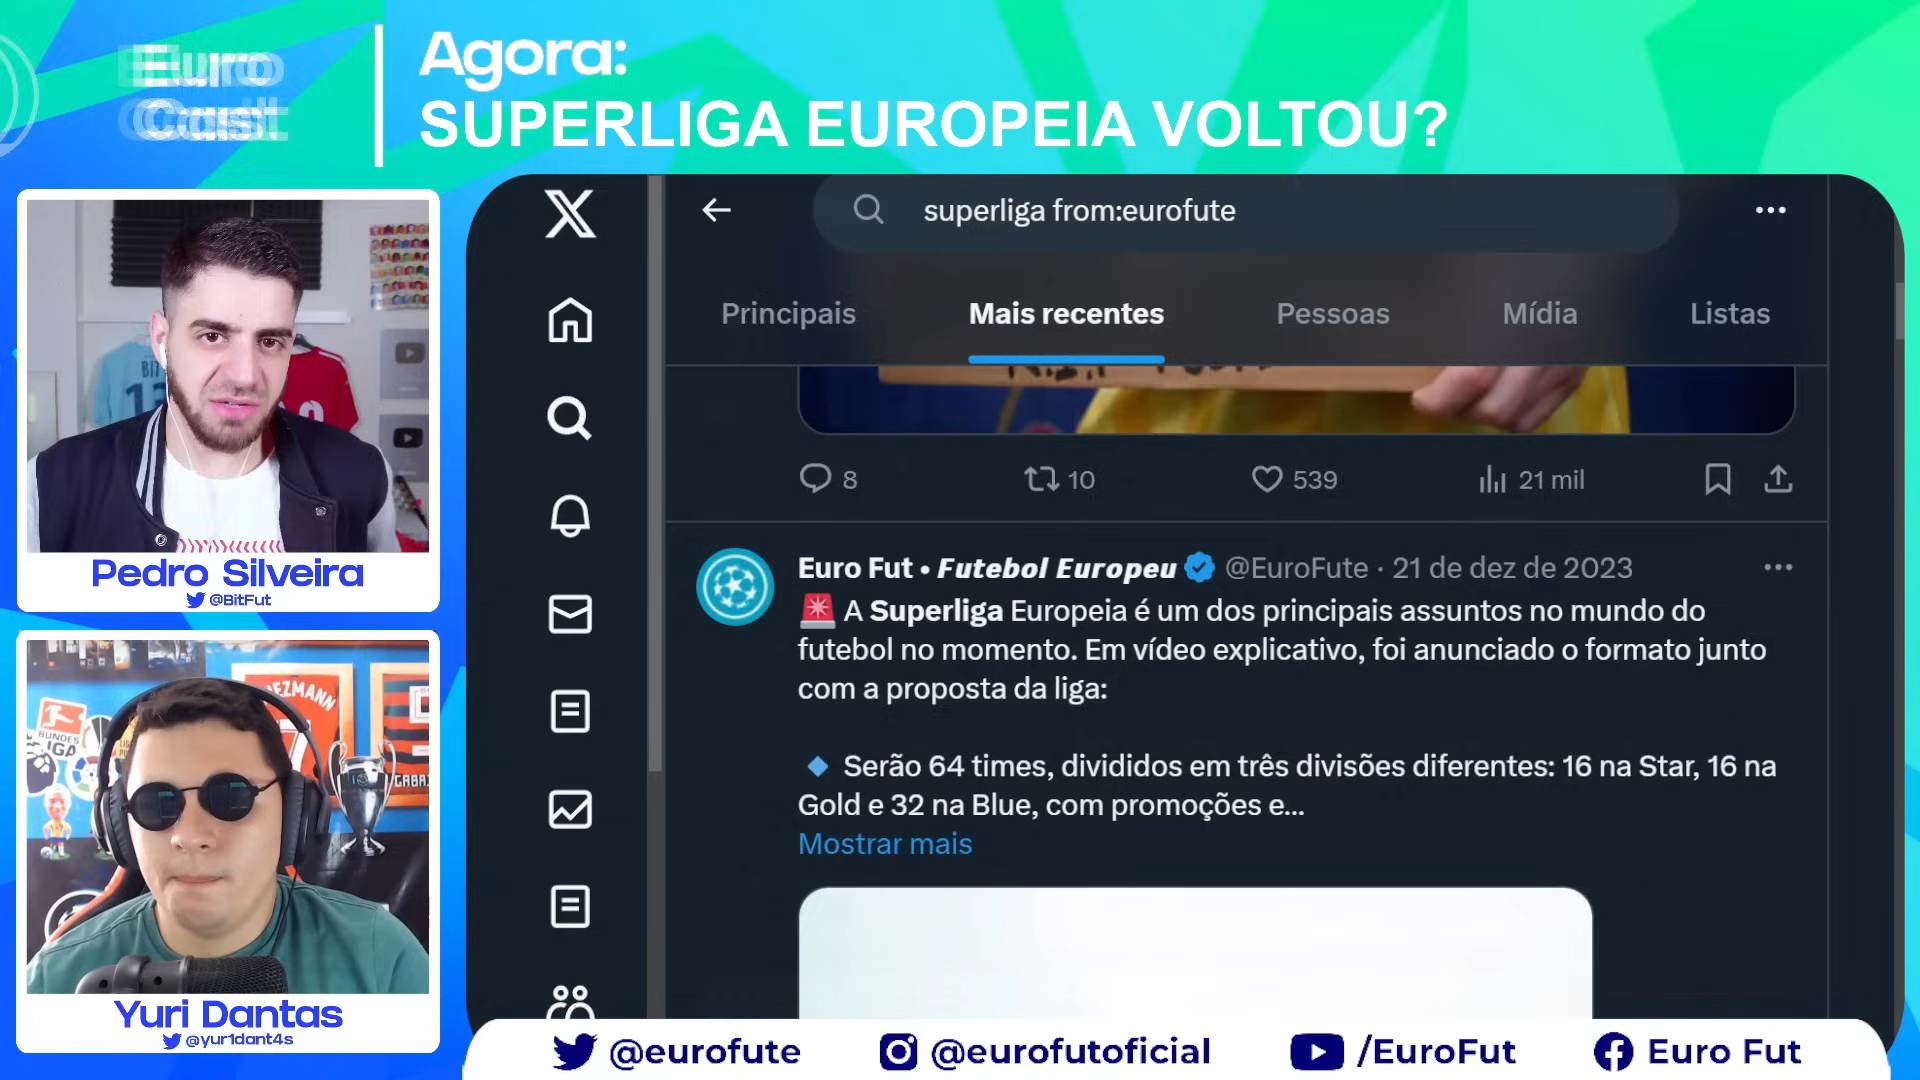 Euro
Cast
Agora:
SUPERLIGA EUROPEIA VOLTOU?
Pedro Silveira
@BitFut
BUNDES
GA
Yuri Dantas
@yur1dant4s
superliga from:eurofute
Principais
Mais recentes
Pessoas
Mídia
Listas
8
10
539
21 mil
Euro Fut • Futebol Europeu @EuroFute · 21 de dez de 2023
🚨 A Superliga Europeia é um dos principais assuntos no mundo do
futebol no momento. Em vídeo explicativo, foi anunciado o formato junto
com a proposta da liga:
🔹 Serão 64 times, divididos em três divisões diferentes: 16 na Star, 16 na
Gold e 32 na Blue, com promoções e...
Mostrar mais
@eurofute
@eurofutoficial
/EuroFut
Euro Fut